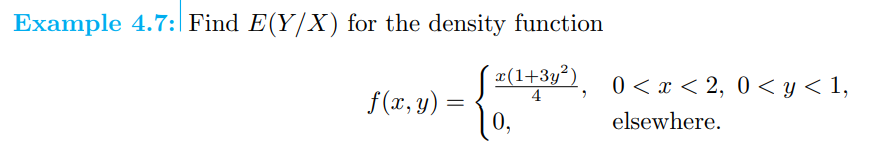 Example 4.7: Find E(Y/X) for the density function
f(x, y) = { x(1+3y²)/4, 0 < x < 2, 0 < y < 1,
0, elsewhere.